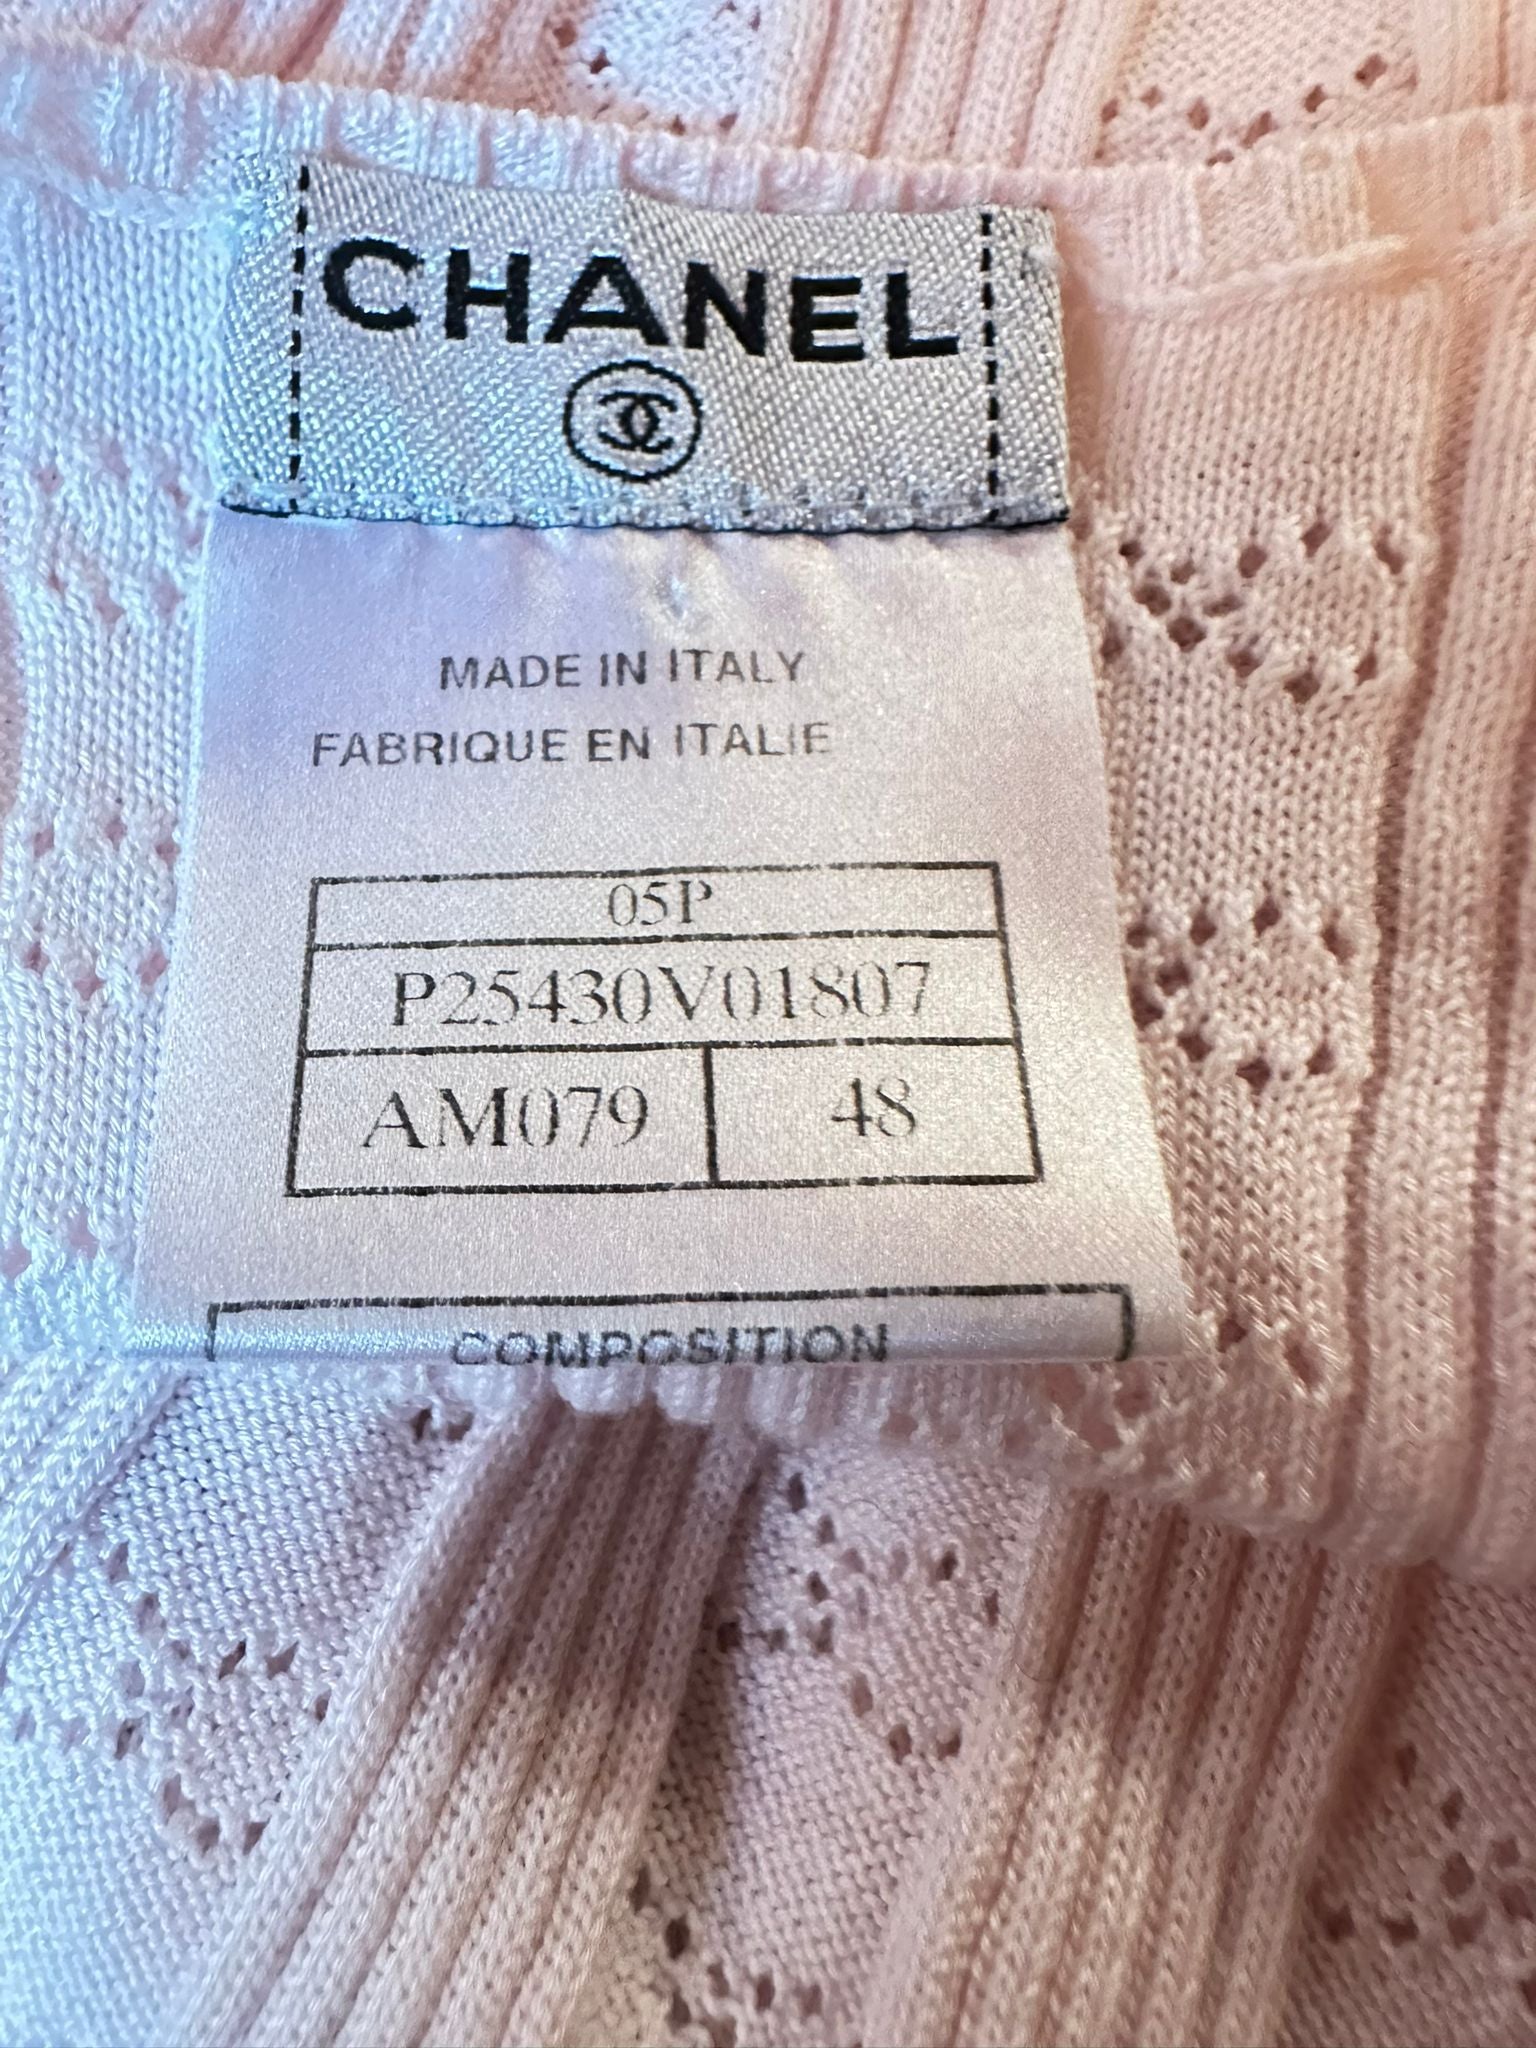 CHANEL
MADE IN ITALY
FABRIQUE EN ITALIE
05P
P25430V01807
AM079 48
COMPOSITION